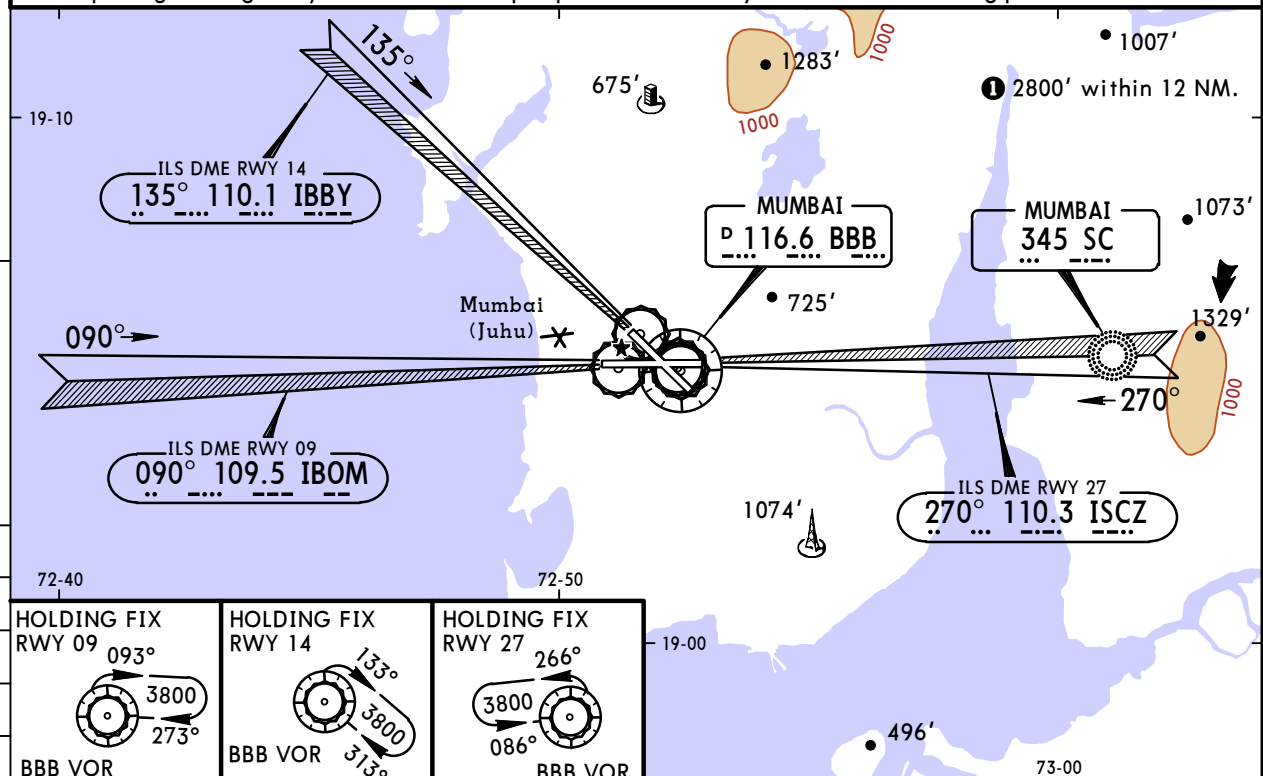 135°
675′
1283′
1000
1000
1007′
1 2800′ within 12 NM.
19-10
ILS DME RWY 14
135° 110.1 IBBY
MUMBAI
D 116.6 BBB
MUMBAI
345 SC
1073′
725′
1329′
Mumbai
(Juhu)
090°
270°
1000
ILS DME RWY 09
090° 109.5 IBOM
ILS DME RWY 27
270° 110.3 ISCZ
1074′
72-40
72-50
19-00
HOLDING FIX
RWY 09
093°
3800
273°
BBB VOR
HOLDING FIX
RWY 14
133°
3800
313°
BBB VOR
HOLDING FIX
RWY 27
266°
3800
086°
BBB VOR
496′
73-00